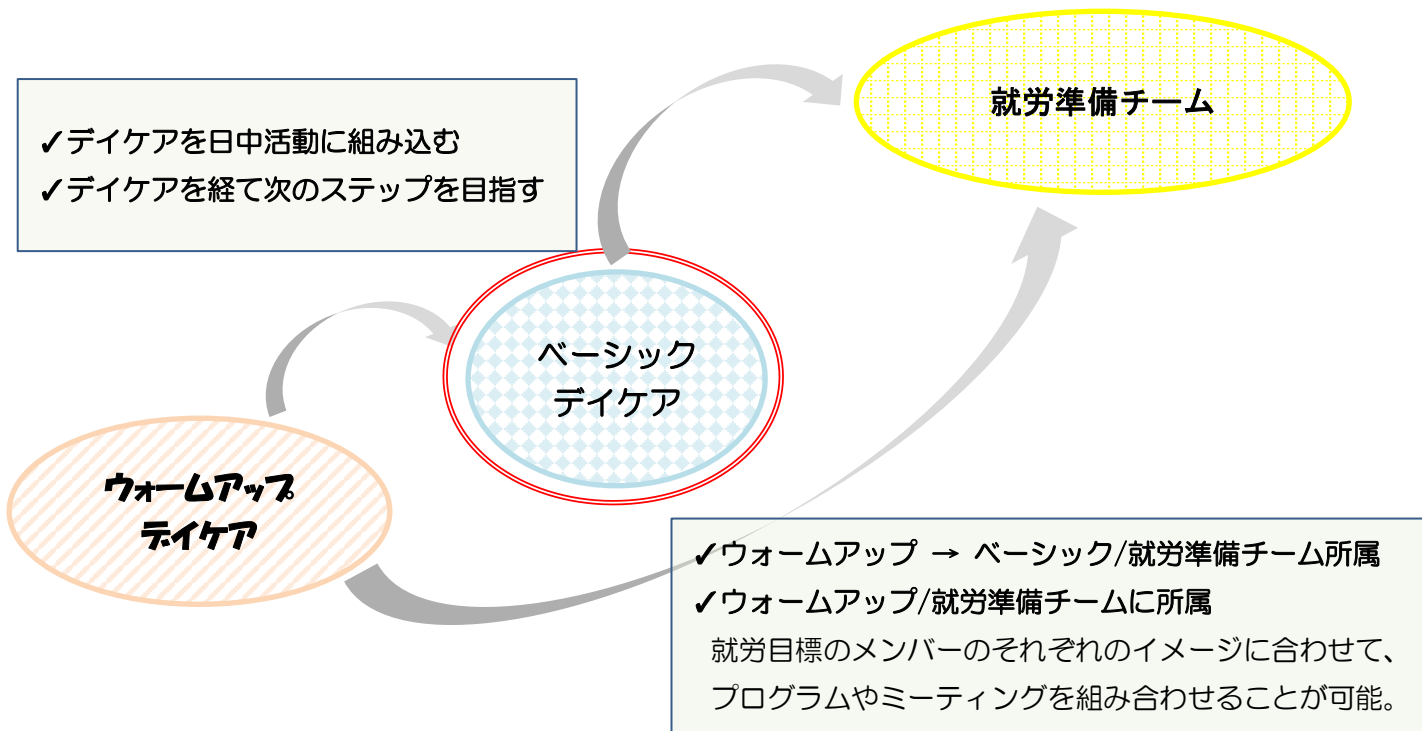 就労準備チーム
✓デイケアを日中活動に組み込む
✓デイケアを経て次のステップを目指す
ベーシック
デイケア
ウォームアップ
デイケア
✓ウォームアップ → ベーシック/就労準備チーム所属
✓ウォームアップ/就労準備チームに所属
就労目標のメンバーのそれぞれのイメージに合わせて、
プログラムやミーティングを組み合わせることが可能。